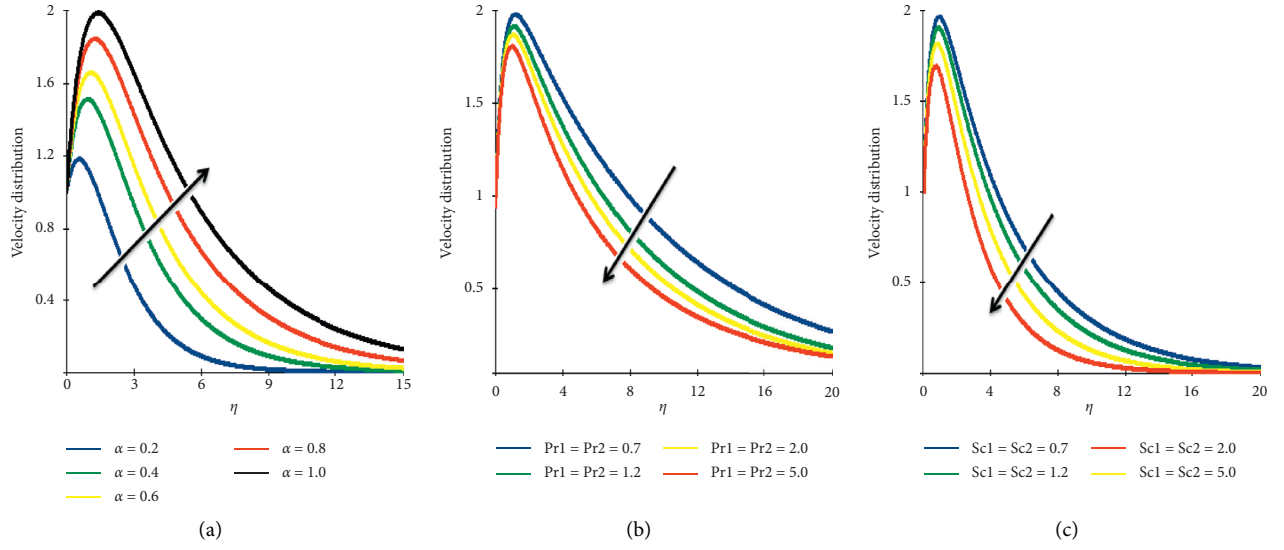 2
1.6
1.2
0.8
0.4
Velocity distribution
0 3 6 9 12 15
η
α = 0.2
α = 0.4
α = 0.6
α = 0.8
α = 1.0
(a)
2
1.5
1
0.5
Velocity distribution
0 4 8 12 16 20
η
Pr1 = Pr2 = 0.7
Pr1 = Pr2 = 1.2
Pr1 = Pr2 = 2.0
Pr1 = Pr2 = 5.0
(b)
2
1.5
1
0.5
Velocity distribution
0 4 8 12 16 20
η
Sc1 = Sc2 = 0.7
Sc1 = Sc2 = 1.2
Sc1 = Sc2 = 2.0
Sc1 = Sc2 = 5.0
(c)